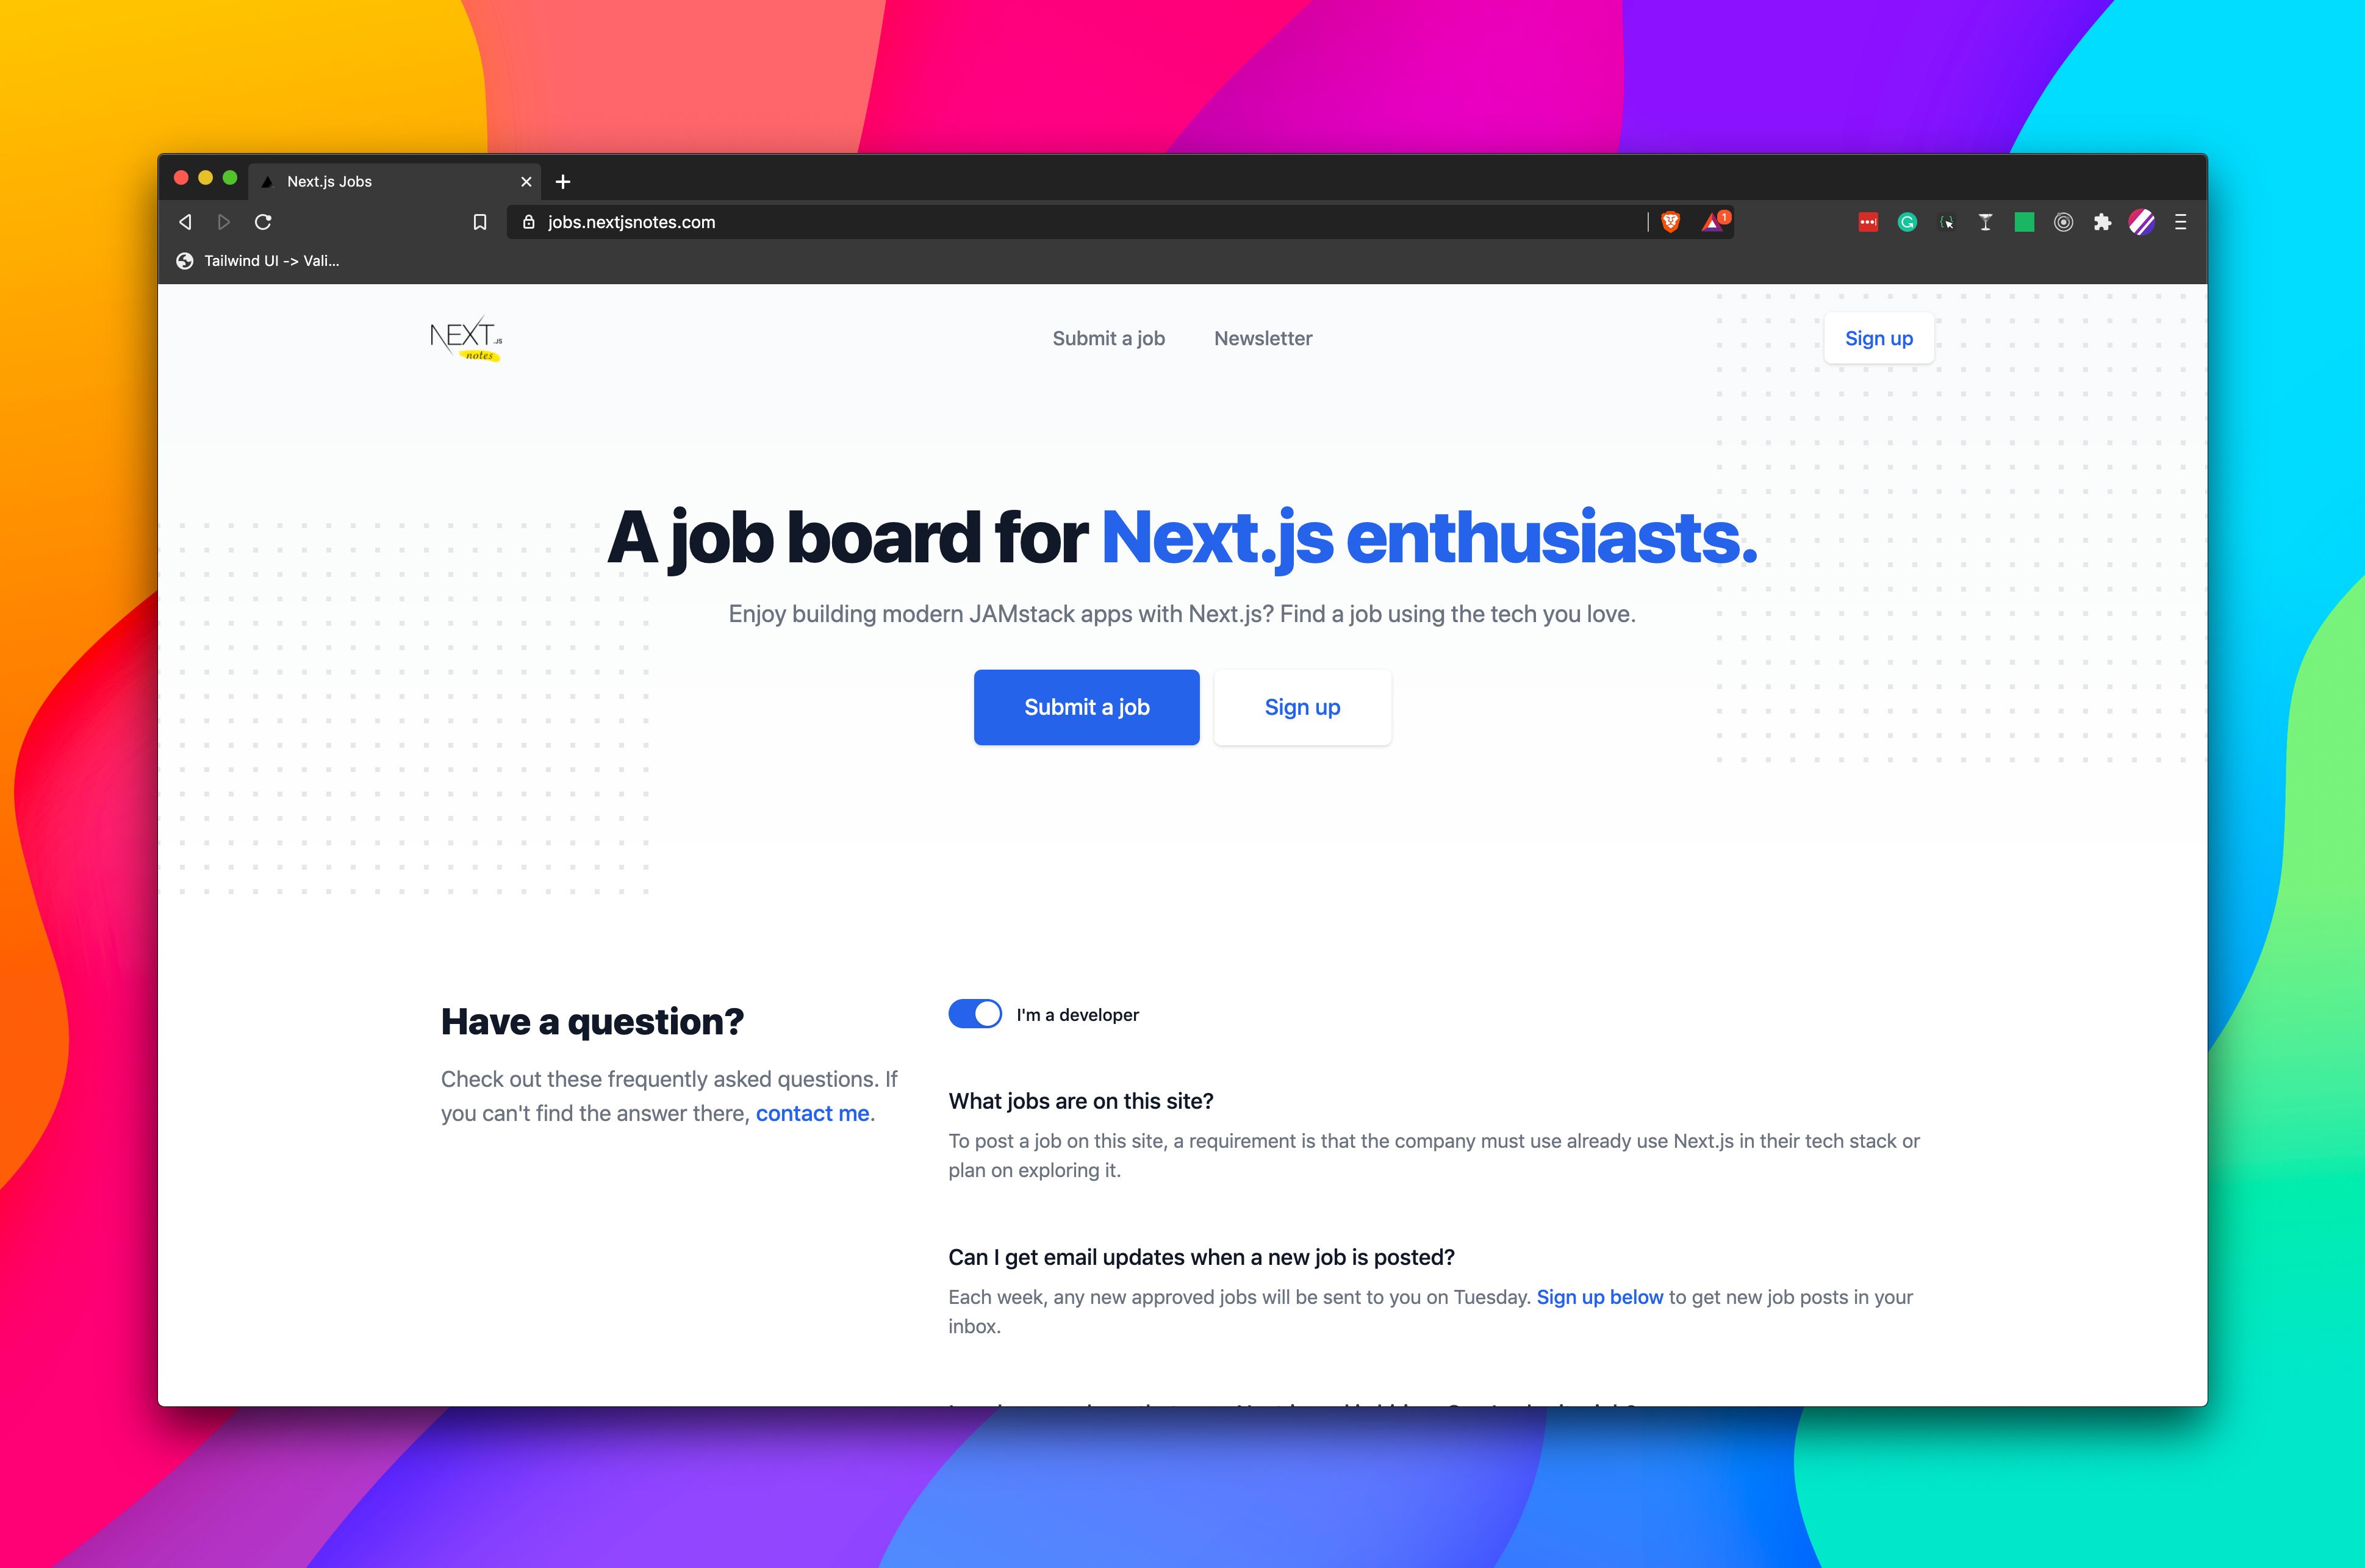 Next.js Jobs
jobs.nextjsnotes.com
1
Tailwind UI -> Vali...
NEXT.JS
notes
Submit a job
Newsletter
Sign up
A job board for Next.js enthusiasts.
Enjoy building modern JAMstack apps with Next.js? Find a job using the tech you love.
Submit a job
Sign up
Have a question?
Check out these frequently asked questions. If
you can't find the answer there, contact me.
I'm a developer
What jobs are on this site?
To post a job on this site, a requirement is that the company must use already use Next.js in their tech stack or
plan on exploring it.
Can I get email updates when a new job is posted?
Each week, any new approved jobs will be sent to you on Tuesday. Sign up below to get new job posts in your
inbox.